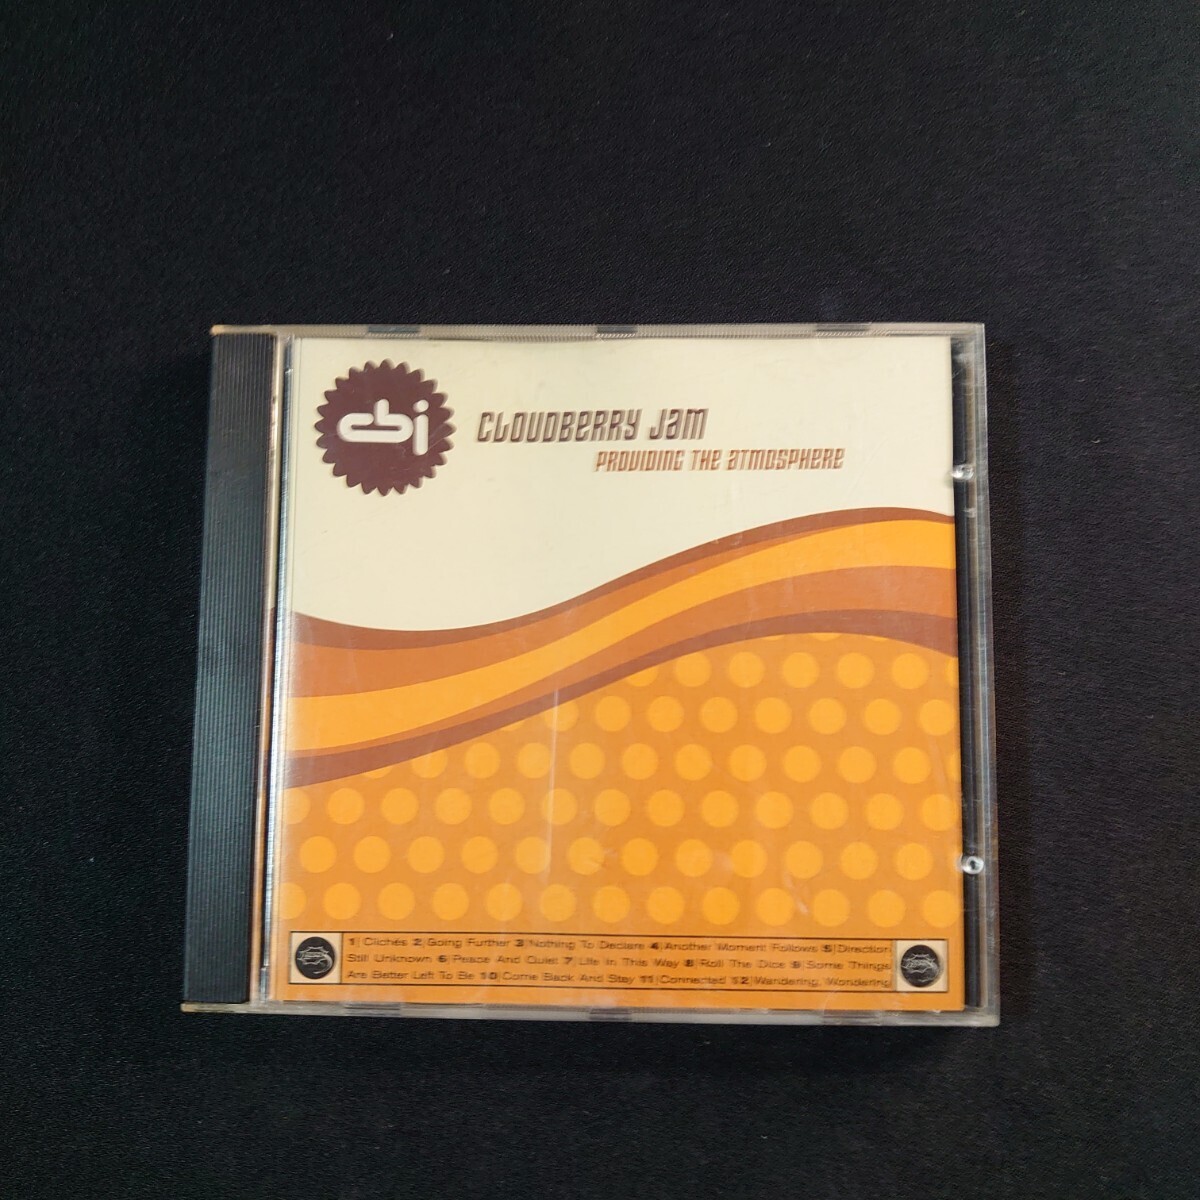 cbj
CLOUDBERRY JAM
PROVIDING THE ATMOSPHERE
1| Clichés 2| Going Further 3| Nothing To Declare 4| Another Moment Follows 5| Direction
Still Unknown 6| Peace And Quiet 7| Life In This Way 8| Roll The Dice 9| Some Things
Are Better Left To Be 10| Come Back And Stay 11| Connected 12| Wandering, Wondering